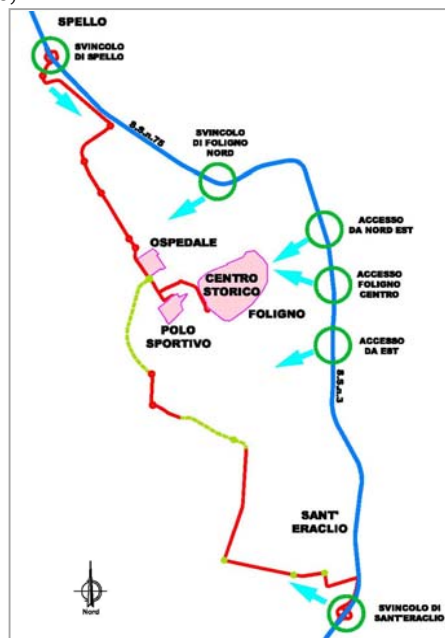 SPELLO
SVINCOLO
DI SPELLO
S.S.n.75
SVINCOLO
DI FOLIGNO
NORD
ACCESSO
DA NORD EST
OSPEDALE
CENTRO
STORICO
ACCESSO
FOLIGNO
CENTRO
FOLIGNO
POLO
SPORTIVO
ACCESSO
DA EST
S.S.n.3
SANT'
ERACLIO
Nord
SVINCOLO DI
SANT'ERACLIO